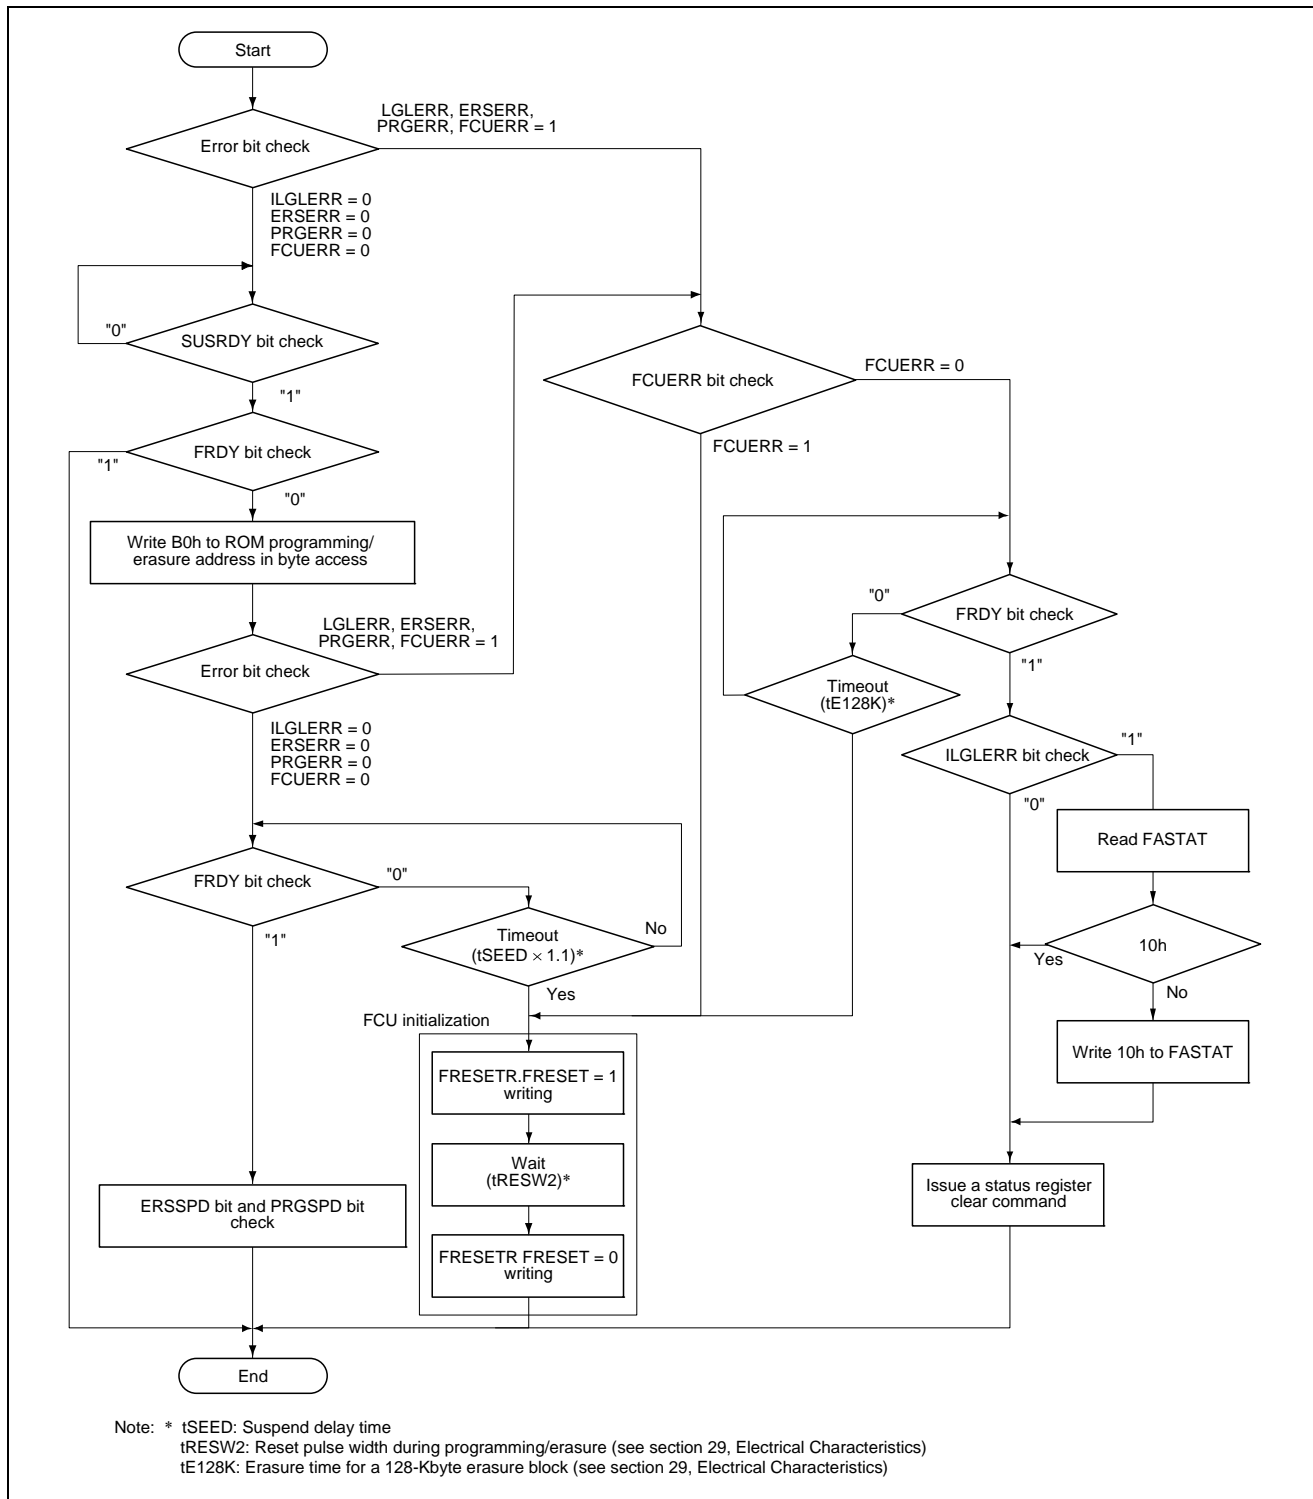 Start
LGLERR, ERSERR,
PRGERR, FCUERR = 1
Error bit check
ILGLERR = 0
ERSERR = 0
PRGERR = 0
FCUERR = 0
"0"
SUSRDY bit check
"1"
FCUERR bit check
FCUERR = 0
FRDY bit check
"1"
FCUERR = 1
"0"
Write B0h to ROM programming/
erasure address in byte access
"0"
FRDY bit check
LGLERR, ERSERR,
PRGERR, FCUERR = 1
Error bit check
"1"
Timeout
(tE128K)*
ILGLERR = 0
ERSERR = 0
PRGERR = 0
FCUERR = 0
ILGLERR bit check
"1"
"0"
Read FASTAT
FRDY bit check
"0"
"1"
Timeout
(tSEED × 1.1)*
No
10h
Yes
Yes
No
FCU initialization
FRESETR.FRESET = 1
writing
Write 10h to FASTAT
Wait
(tRESW2)*
Issue a status register
clear command
ERSSPD bit and PRGSPD bit
check
FRESETR FRESET = 0
writing
End
Note: * tSEED: Suspend delay time
tRESW2: Reset pulse width during programming/erasure (see section 29, Electrical Characteristics)
tE128K: Erasure time for a 128-Kbyte erasure block (see section 29, Electrical Characteristics)